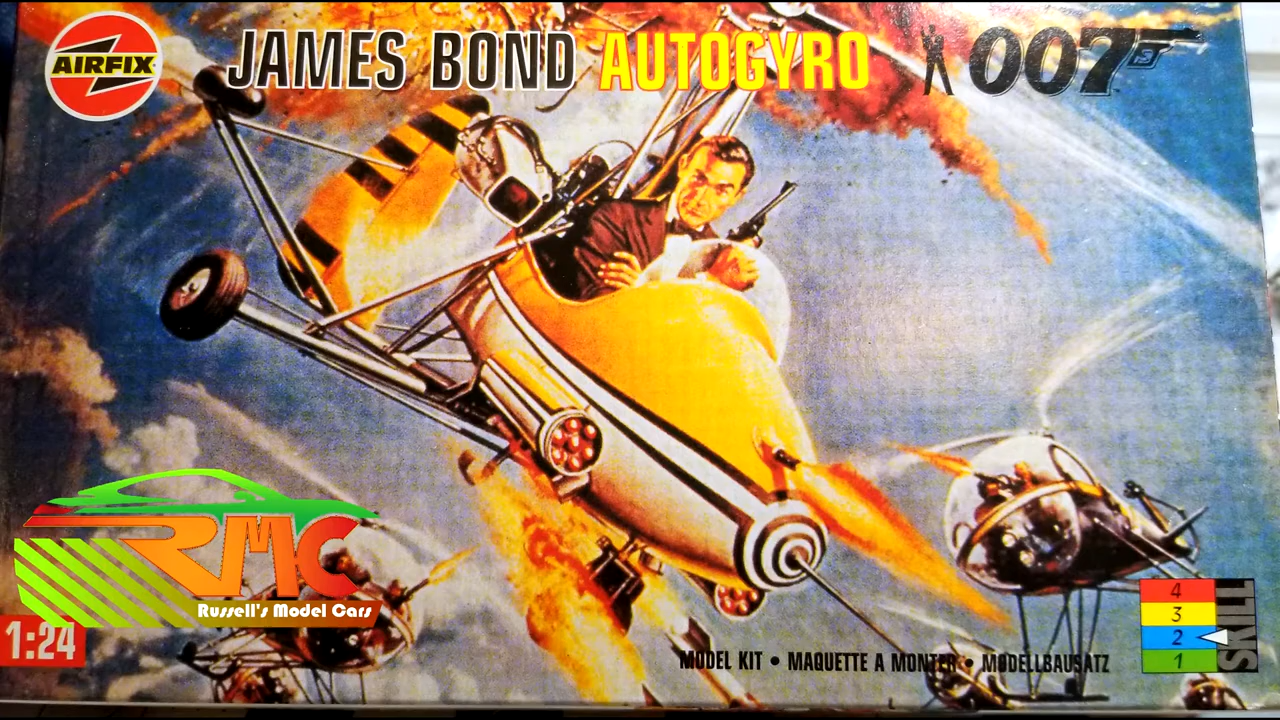 AIRFIX
JAMES BOND AUTOGYRO
007
RMC
Russell's Model Cars
1:24
MODEL KIT • MAQUETTE A MONTER • MODELLBAUSATZ
4
3
2
1
SKILL